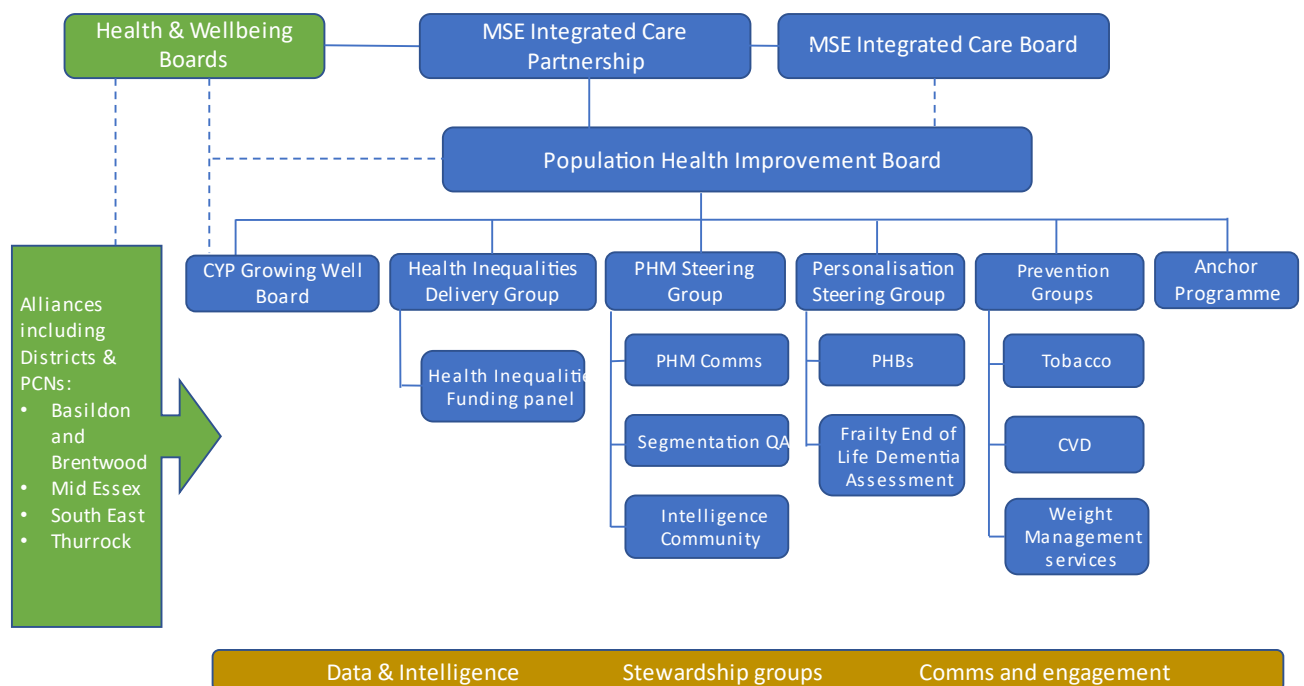 Health & Wellbeing
Boards
MSE Integrated Care
Partnership
MSE Integrated Care Board
Population Health Improvement Board
CYP Growing Well
Board
Health Inequalities
Delivery Group
PHM Steering
Group
Personalisation
Steering Group
Prevention
Groups
Anchor
Programme
Alliances
including
Districts &
PCNs:
• Basildon
and
Brentwood
• Mid Essex
• South East
• Thurrock
Health Inequalitie
Funding panel
PHM Comms
Segmentation QA
Intelligence
Community
PHBs
Frailty End of
Life Dementia
Assessment
Tobacco
CVD
Weight
Management
services
Data & Intelligence Stewardship groups Comms and engagement